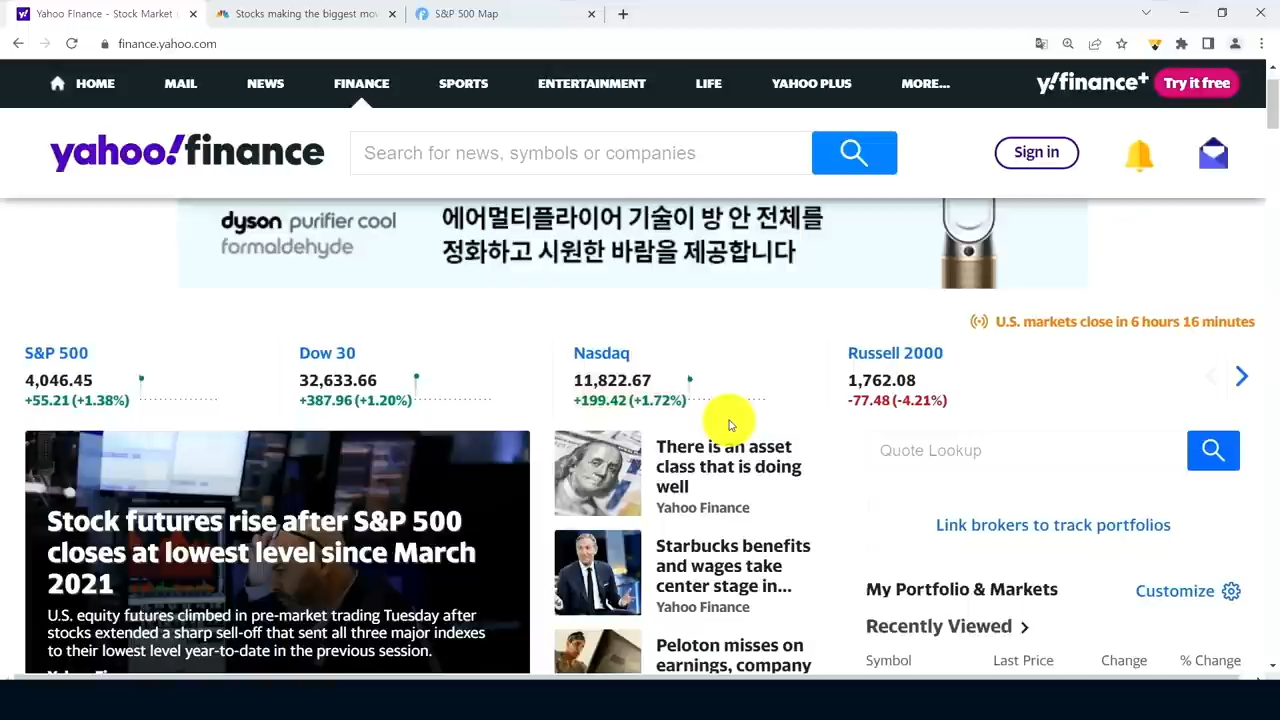 Yahoo Finance - Stock Market
Stocks making the biggest mov
S&P 500 Map
finance.yahoo.com
HOME MAIL NEWS FINANCE SPORTS ENTERTAINMENT LIFE YAHOO PLUS MORE...
y!finance+ Try it free
yahoo!finance
Search for news, symbols or companies
Sign in
dyson purifier cool
formaldehyde
에어멀티플라이어 기술이 방 안 전체를
정화하고 시원한 바람을 제공합니다
U.S. markets close in 6 hours 16 minutes
S&P 500
4,046.45
+55.21 (+1.38%)
Dow 30
32,633.66
+387.96 (+1.20%)
Nasdaq
11,822.67
+199.42 (+1.72%)
Russell 2000
1,762.08
-77.48 (-4.21%)
Stock futures rise after S&P 500
closes at lowest level since March
2021
U.S. equity futures climbed in pre-market trading Tuesday after
stocks extended a sharp sell-off that sent all three major indexes
to their lowest level year-to-date in the previous session.
There is an asset
class that is doing
well
Yahoo Finance
Starbucks benefits
and wages take
center stage in...
Yahoo Finance
Peloton misses on
earnings, company
Quote Lookup
Link brokers to track portfolios
My Portfolio & Markets
Customize
Recently Viewed
Symbol Last Price Change % Change